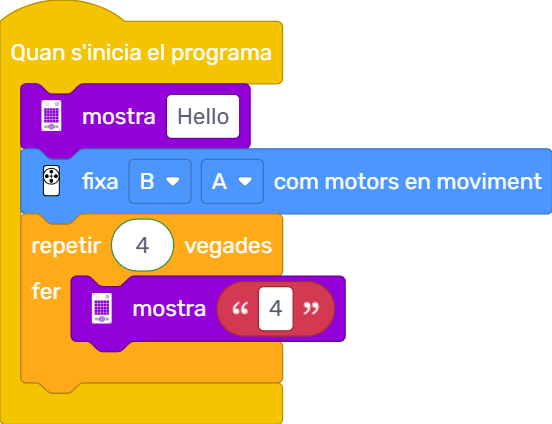 Quan s'inicia el programa
mostra Hello
fixa B A com motors en moviment
repetir 4 vegades
fer
mostra “ 4 ”